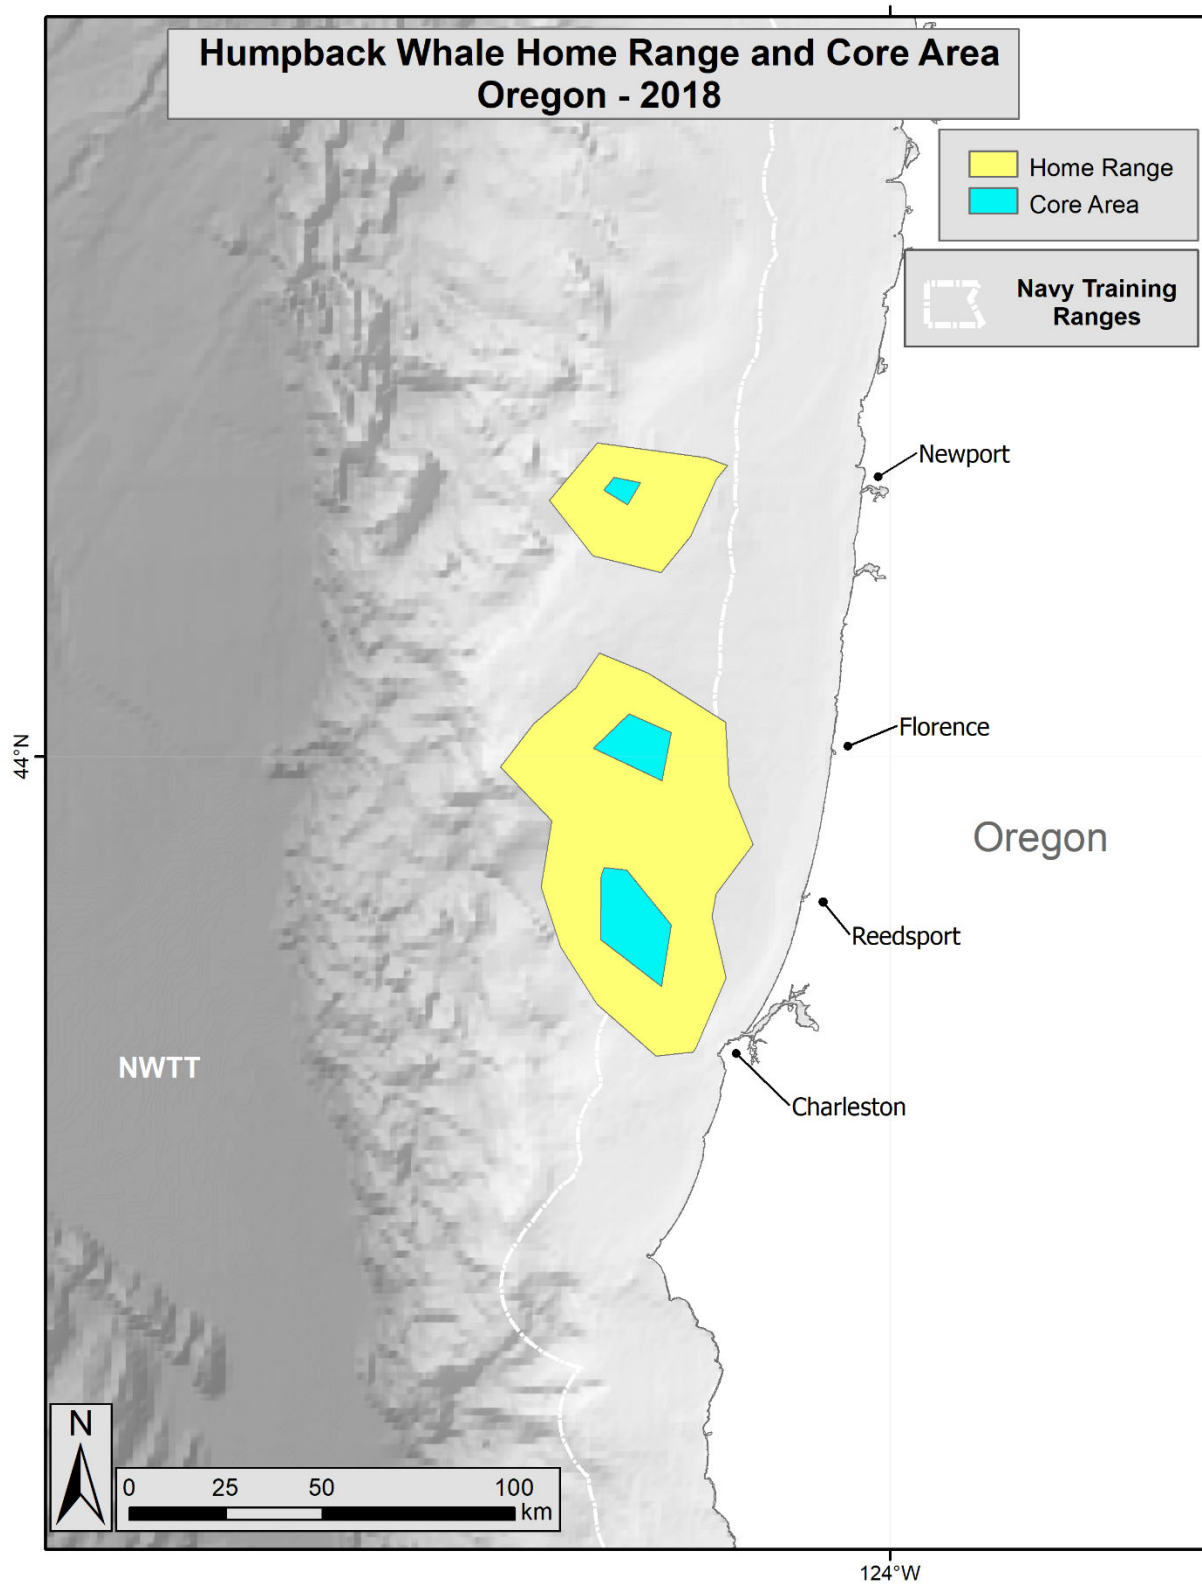 Humpback Whale Home Range and Core Area
Oregon - 2018
Home Range
Core Area
Navy Training
Ranges
Newport
Florence
44°N
Oregon
Reedsport
NWTT
Charleston
N
0 25 50 100
km
124°W